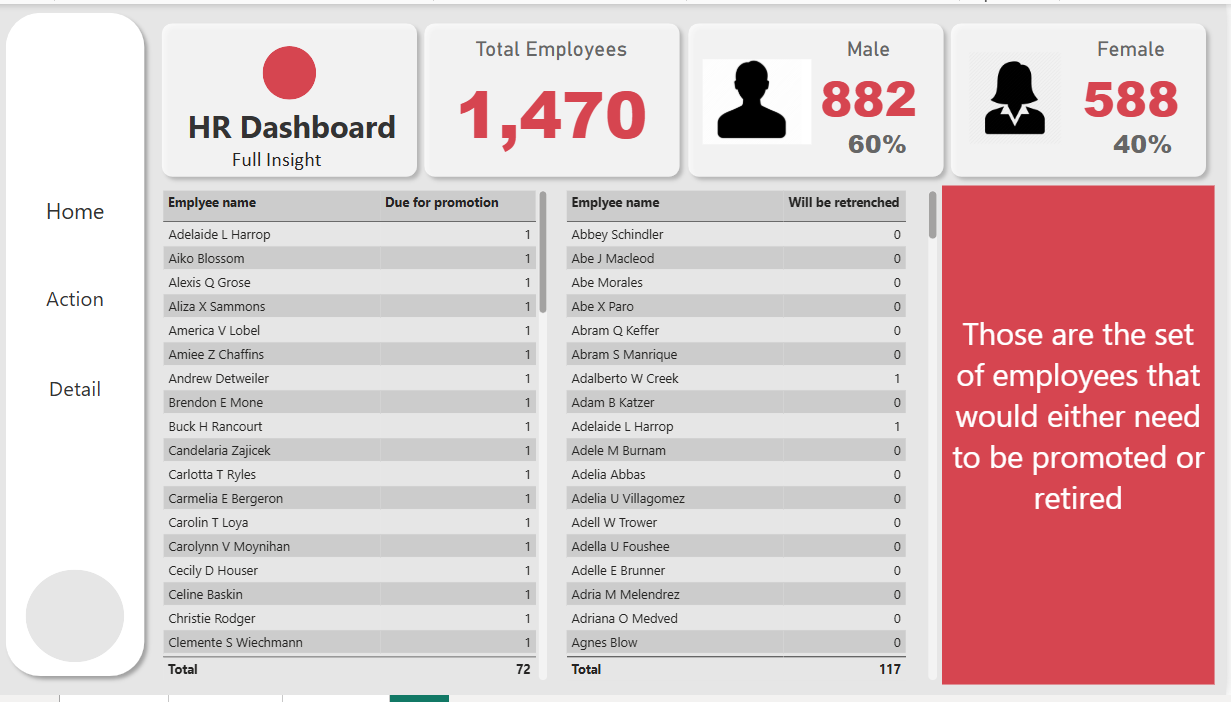 HR Dashboard
Full Insight
Total Employees
1,470
Male
882
60%
Female
588
40%
Home
Action
Detail
Emplyee name Due for promotion
Adelaide L Harrop 1
Aiko Blossom 1
Alexis Q Grose 1
Aliza X Sammons 1
America V Lobel 1
Amiee Z Chaffins 1
Andrew Detweiler 1
Brendon E Mone 1
Buck H Rancourt 1
Candelaria Zajicek 1
Carlotta T Ryles 1
Carmelia E Bergeron 1
Carolin T Loya 1
Carolynn V Moynihan 1
Cecily D Houser 1
Celine Baskin 1
Christie Rodger 1
Clemente S Wiechmann 1
Total 72
Emplyee name Will be retrenched
Abbey Schindler 0
Abe J Macleod 0
Abe Morales 0
Abe X Paro 0
Abram Q Keffer 0
Abram S Manrique 0
Adalberto W Creek 1
Adam B Katzer 0
Adelaide L Harrop 1
Adele M Burnam 0
Adelia Abbas 0
Adelia U Villagomez 0
Adell W Trower 0
Adella U Foushee 0
Adelle E Brunner 0
Adria M Melendrez 0
Adriana O Medved 0
Agnes Blow 0
Total 117
Those are the set
of employees that
would either need
to be promoted or
retired